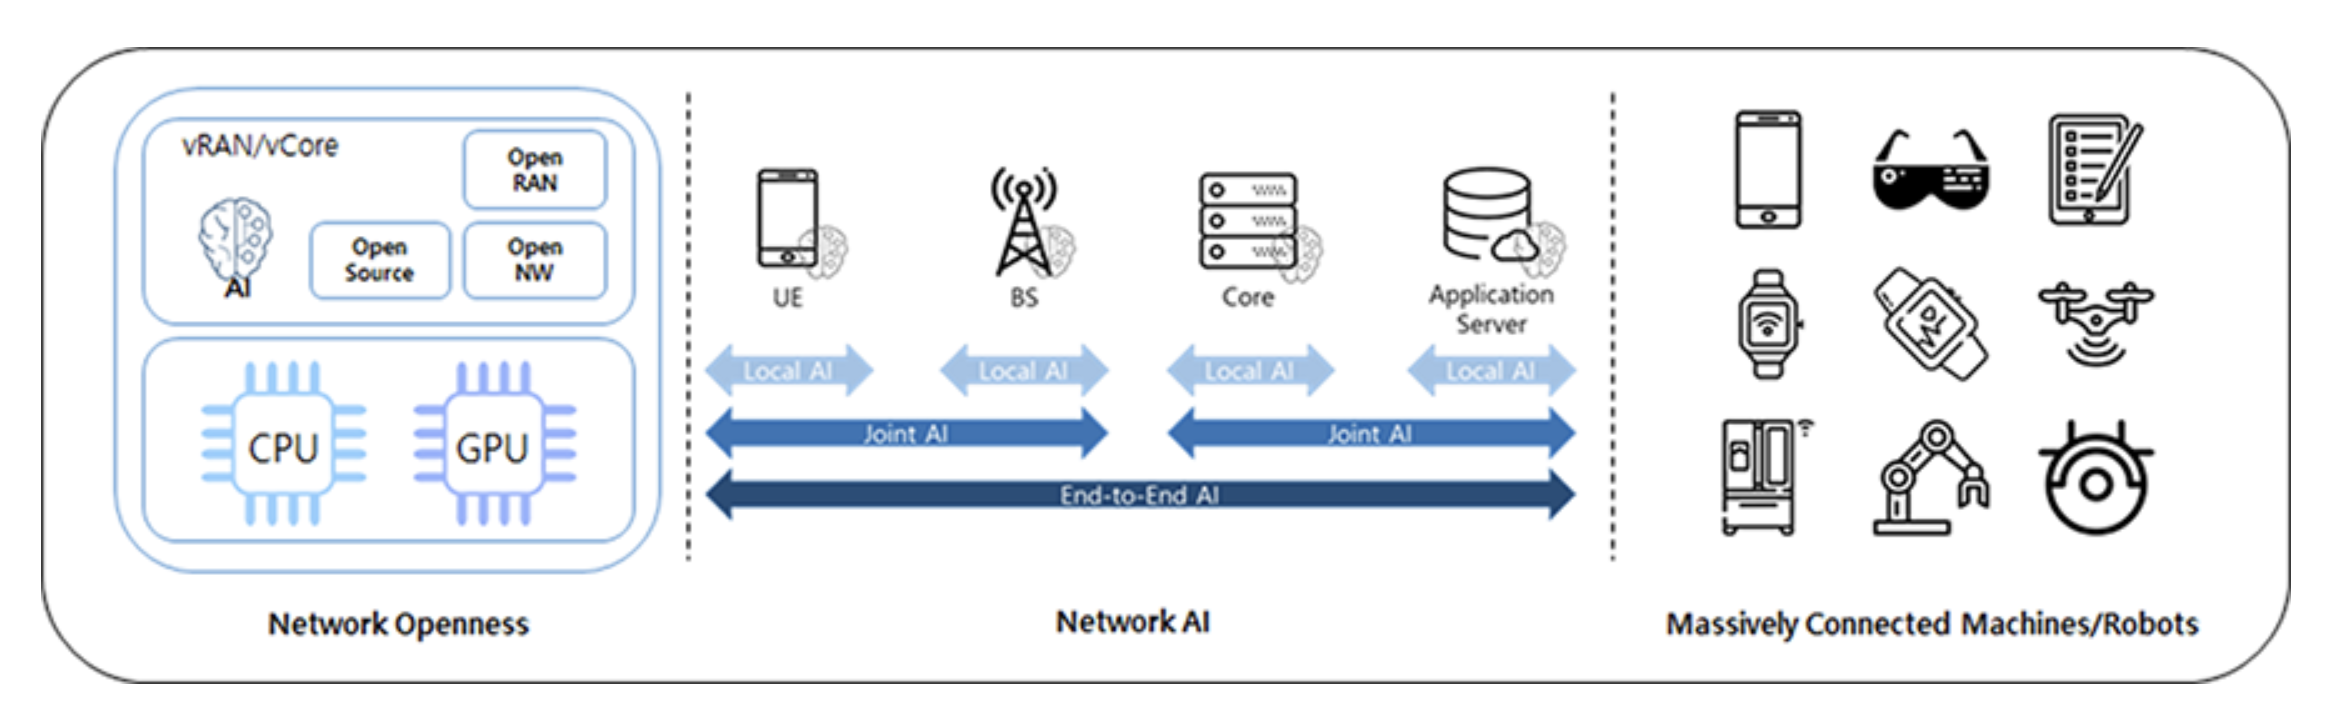 vRAN/vCore
Open
RAN
AI
Open
Source
Open
NW
CPU
GPU
Network Openness
UE
BS
Core
Application
Server
Local AI
Local AI
Local AI
Local AI
Joint AI
Joint AI
End-to-End AI
Network AI
Massively Connected Machines/Robots